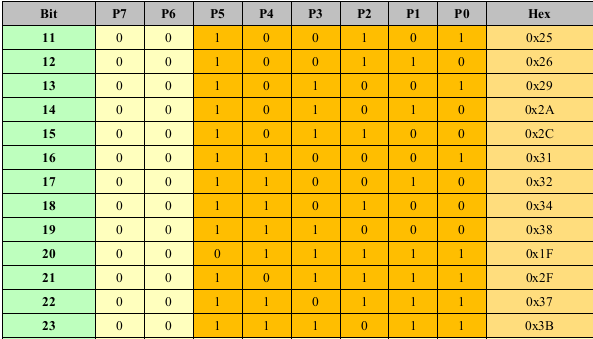 Bit P7 P6 P5 P4 P3 P2 P1 P0 Hex
11 0 0 1 0 0 1 0 1 0x25
12 0 0 1 0 0 1 1 0 0x26
13 0 0 1 0 1 0 0 1 0x29
14 0 0 1 0 1 0 1 0 0x2A
15 0 0 1 0 1 1 0 0 0x2C
16 0 0 1 1 0 0 0 1 0x31
17 0 0 1 1 0 0 1 0 0x32
18 0 0 1 1 0 1 0 0 0x34
19 0 0 1 1 1 0 0 0 0x38
20 0 0 0 1 1 1 1 1 0x1F
21 0 0 1 0 1 1 1 1 0x2F
22 0 0 1 1 0 1 1 1 0x37
23 0 0 1 1 1 0 1 1 0x3B